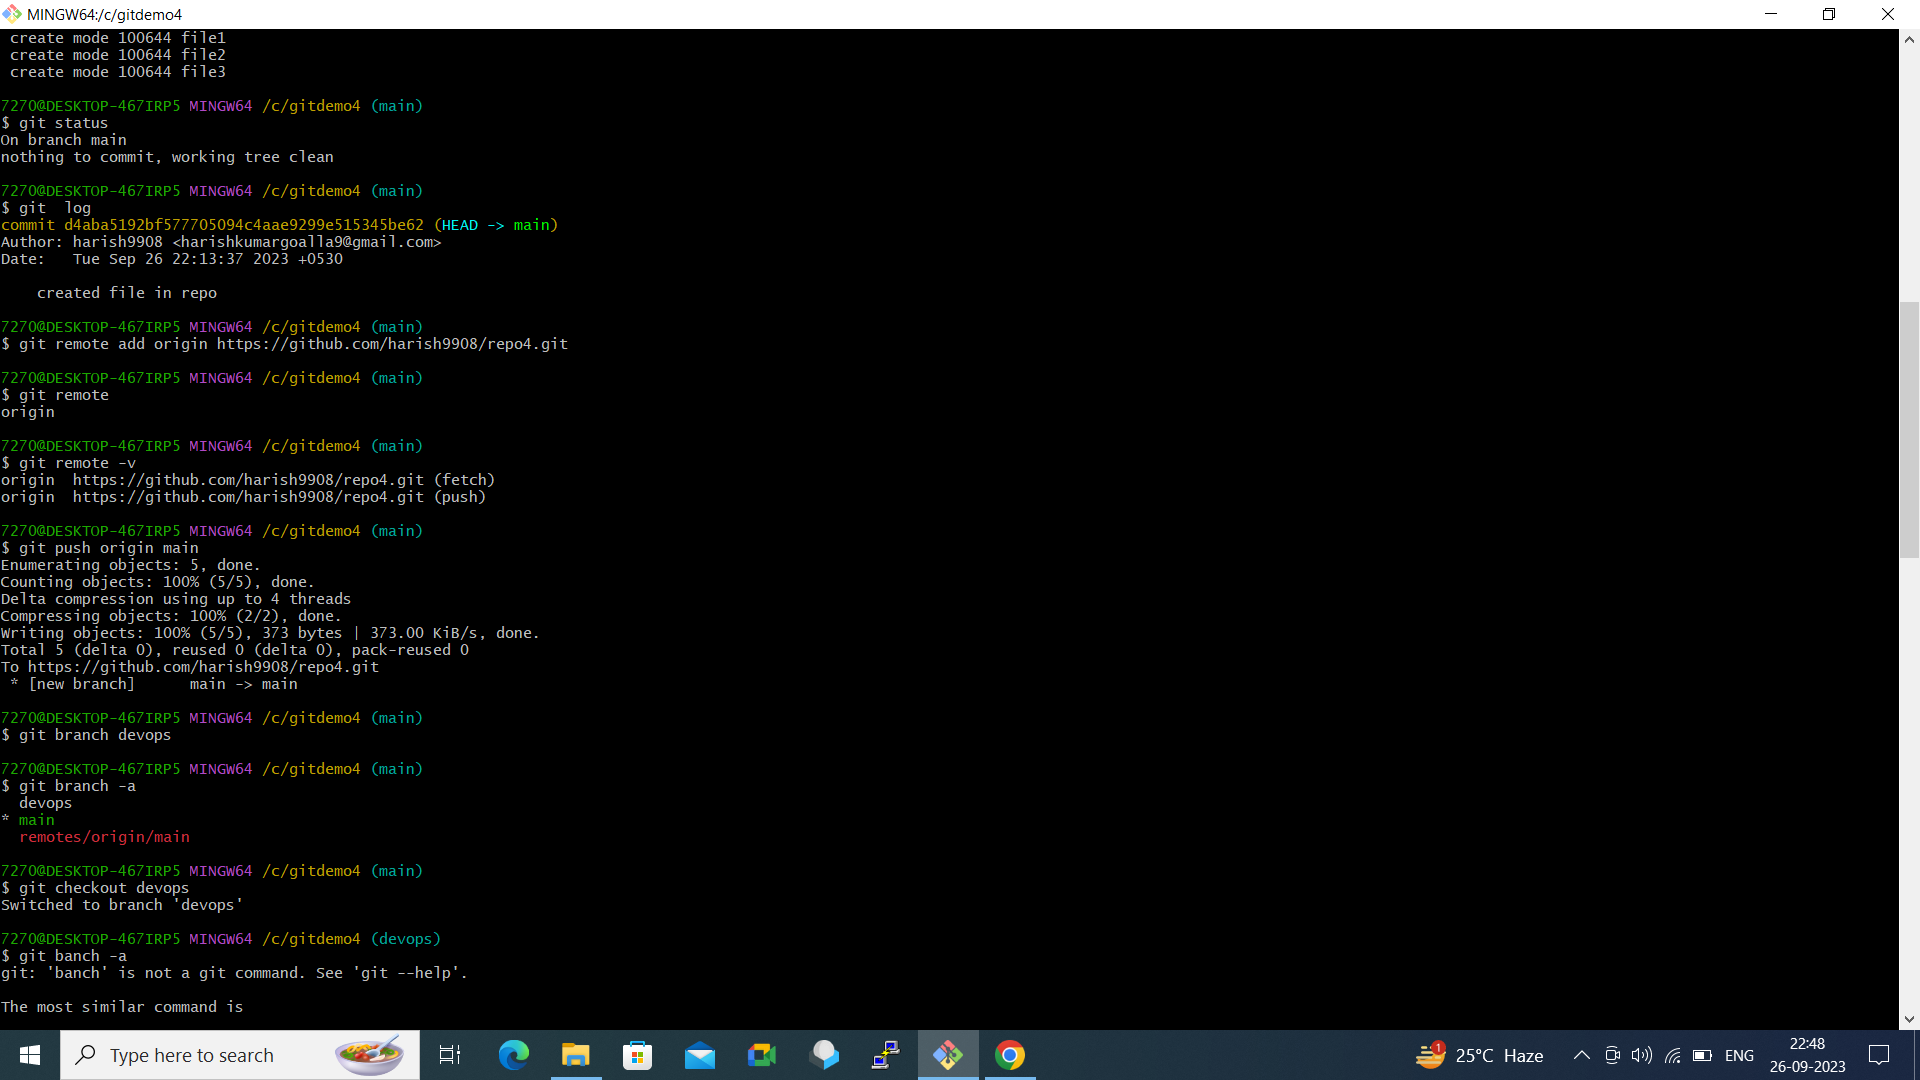 MINGW64:/c/gitdemo4
create mode 100644 file1
create mode 100644 file2
create mode 100644 file3
7270@DESKTOP-467IRP5 MINGW64 /c/gitdemo4 (main)
$ git status
On branch main
nothing to commit, working tree clean
7270@DESKTOP-467IRP5 MINGW64 /c/gitdemo4 (main)
$ git  log
commit d4aba5192bf577705094c4aae9299e515345be62 (HEAD -> main)
Author: harish9908 <harishkumargoalla9@gmail.com>
Date:   Tue Sep 26 22:13:37 2023 +0530
created file in repo
7270@DESKTOP-467IRP5 MINGW64 /c/gitdemo4 (main)
$ git remote add origin https://github.com/harish9908/repo4.git
7270@DESKTOP-467IRP5 MINGW64 /c/gitdemo4 (main)
$ git remote
origin
7270@DESKTOP-467IRP5 MINGW64 /c/gitdemo4 (main)
$ git remote -v
origin  https://github.com/harish9908/repo4.git (fetch)
origin  https://github.com/harish9908/repo4.git (push)
7270@DESKTOP-467IRP5 MINGW64 /c/gitdemo4 (main)
$ git push origin main
Enumerating objects: 5, done.
Counting objects: 100% (5/5), done.
Delta compression using up to 4 threads
Compressing objects: 100% (2/2), done.
Writing objects: 100% (5/5), 373 bytes | 373.00 KiB/s, done.
Total 5 (delta 0), reused 0 (delta 0), pack-reused 0
To https://github.com/harish9908/repo4.git
* [new branch]      main -> main
7270@DESKTOP-467IRP5 MINGW64 /c/gitdemo4 (main)
$ git branch devops
7270@DESKTOP-467IRP5 MINGW64 /c/gitdemo4 (main)
$ git branch -a
devops
* main
remotes/origin/main
7270@DESKTOP-467IRP5 MINGW64 /c/gitdemo4 (main)
$ git checkout devops
Switched to branch 'devops'
7270@DESKTOP-467IRP5 MINGW64 /c/gitdemo4 (devops)
$ git banch -a
git: 'banch' is not a git command. See 'git --help'.
The most similar command is
Type here to search
1
25°C Haze
ENG
22:48
26-09-2023